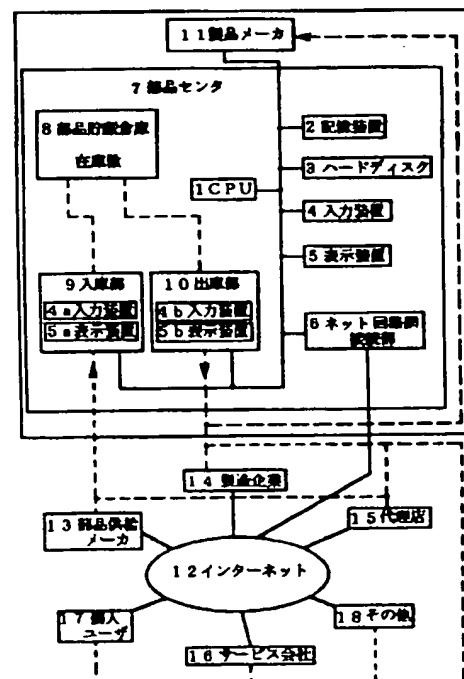 11製品メーカ
7部品センタ
8部品貯蔵倉庫
在庫数
2記憶装置
3ハードディスク
1CPU
4入力装置
5表示装置
9入庫部
4a入力装置
5a表示装置
10出庫部
4b入力装置
5b表示装置
6ネット回路網
接続部
14製造企業
13部品供給
メーカ
15代理店
12インターネット
17個人
ユーザ
18その他
16サービス会社